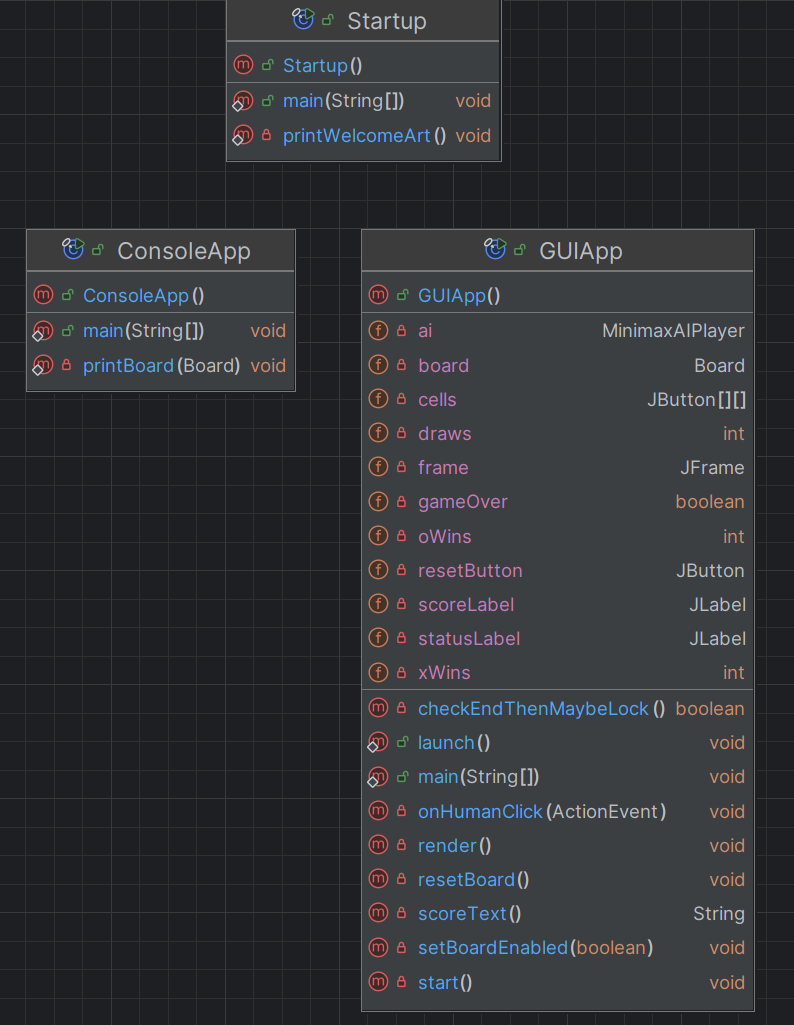 Startup
Startup()
main(String[]) void
printWelcomeArt() void
ConsoleApp
ConsoleApp()
main(String[]) void
printBoard(Board) void
GUIApp
GUIApp()
ai MinimaxAIPlayer
board Board
cells JButton[][]
draws int
frame JFrame
gameOver boolean
oWins int
resetButton JButton
scoreLabel JLabel
statusLabel JLabel
xWins int
checkEndThenMaybeLock() boolean
launch() void
main(String[]) void
onHumanClick(ActionEvent) void
render() void
resetBoard() void
scoreText() String
setBoardEnabled(boolean) void
start() void